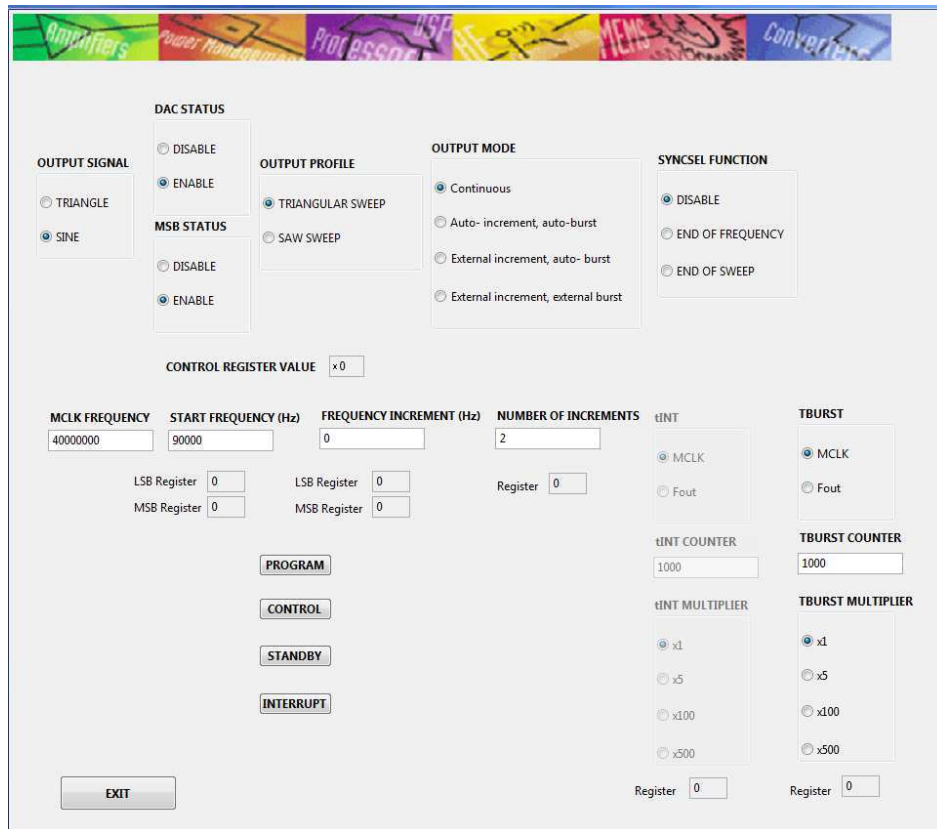 Amplifiers
Power Management
Processors
DSP
RF
MEMS
Converters
DAC STATUS
DISABLE
ENABLE
OUTPUT SIGNAL
TRIANGLE
SINE
MSB STATUS
DISABLE
ENABLE
OUTPUT PROFILE
TRIANGULAR SWEEP
SAW SWEEP
OUTPUT MODE
Continuous
Auto- increment, auto-burst
External increment, auto- burst
External increment, external burst
SYNCSEL FUNCTION
DISABLE
END OF FREQUENCY
END OF SWEEP
CONTROL REGISTER VALUE x 0
MCLK FREQUENCY
40000000
START FREQUENCY (Hz)
90000
LSB Register 0
MSB Register 0
FREQUENCY INCREMENT (Hz)
0
LSB Register 0
MSB Register 0
NUMBER OF INCREMENTS
2
Register 0
tINT
MCLK
Fout
TBURST
MCLK
Fout
tINT COUNTER
1000
TBURST COUNTER
1000
tINT MULTIPLIER
x1
x5
x100
x500
Register 0
TBURST MULTIPLIER
x1
x5
x100
x500
Register 0
PROGRAM
CONTROL
STANDBY
INTERRUPT
EXIT